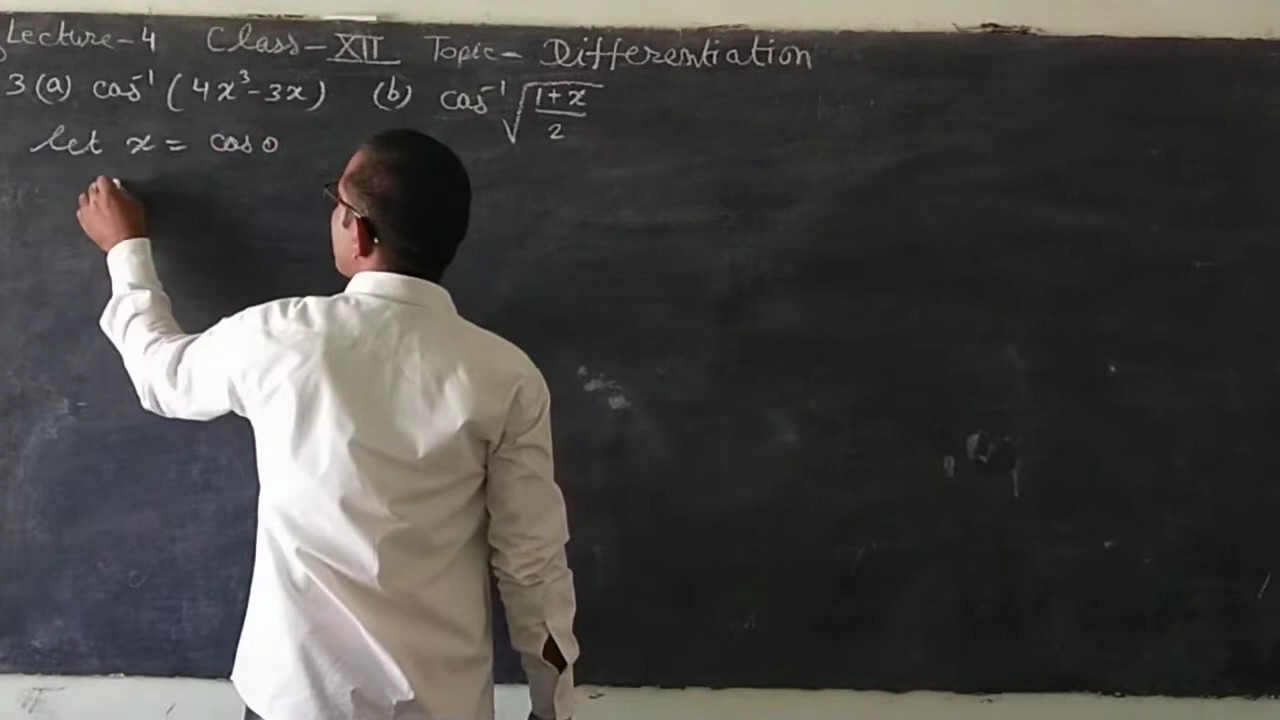 Lecture-4 Class-XII Topic- Differentiation
3(a) cos⁻¹(4x³-3x) (b) cos⁻¹√((1+x)/2)
let x = cos θ